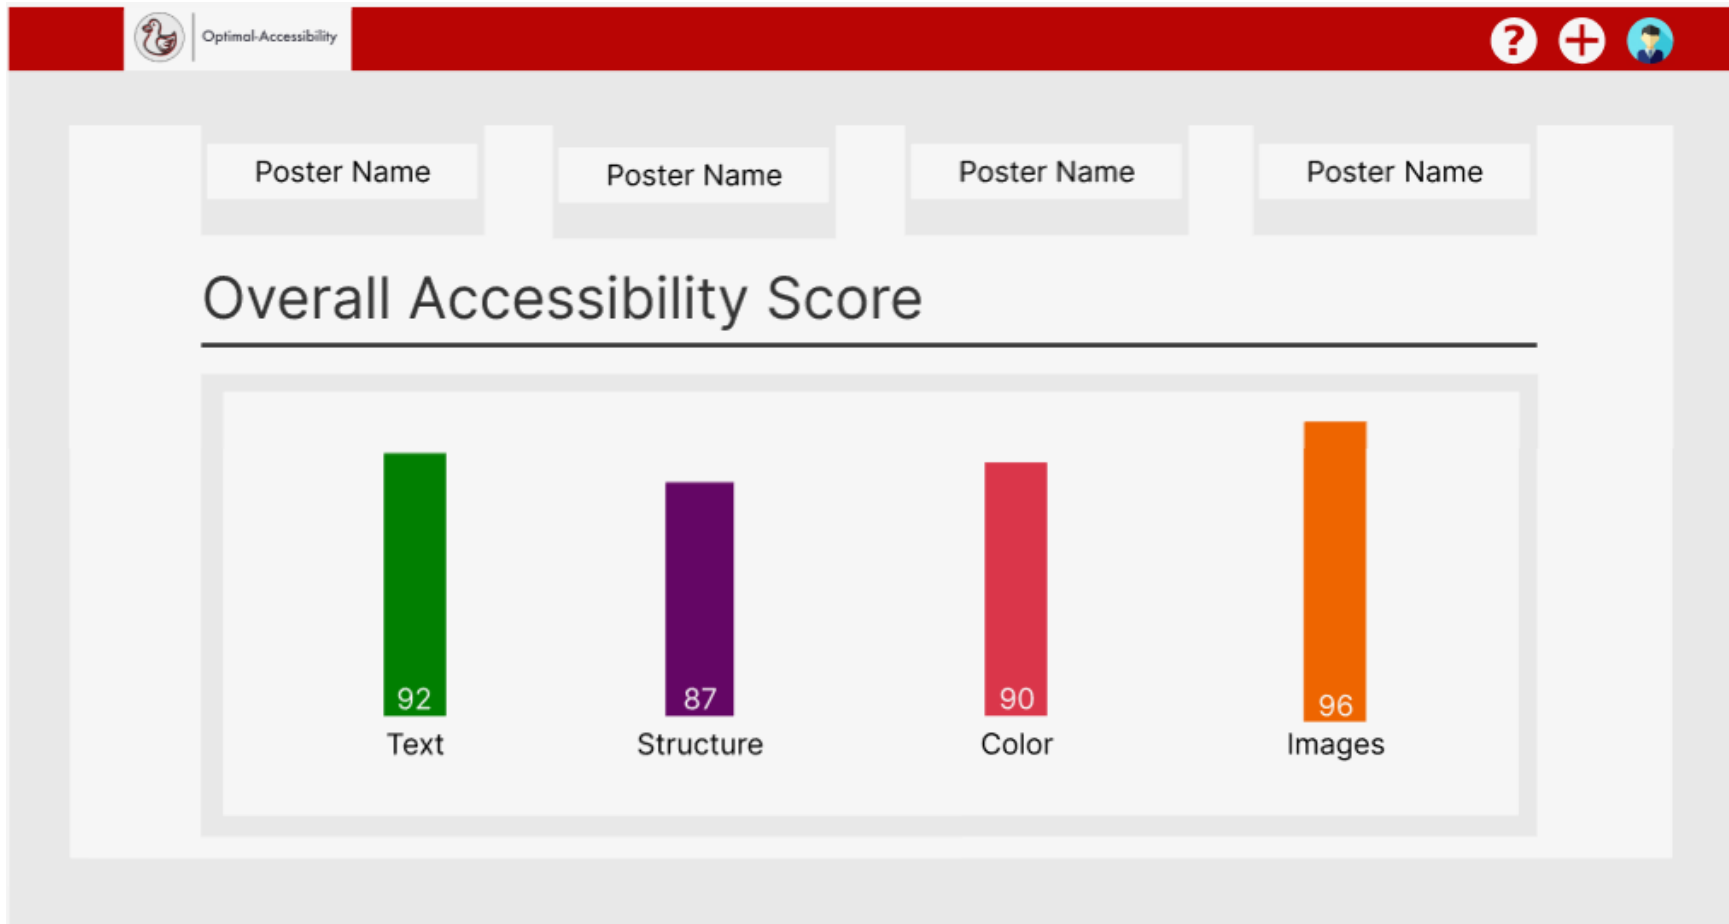 Optimal-Accessibility
?
Poster Name
Poster Name
Poster Name
Poster Name
Overall Accessibility Score
92
87
90
96
Text
Structure
Color
Images